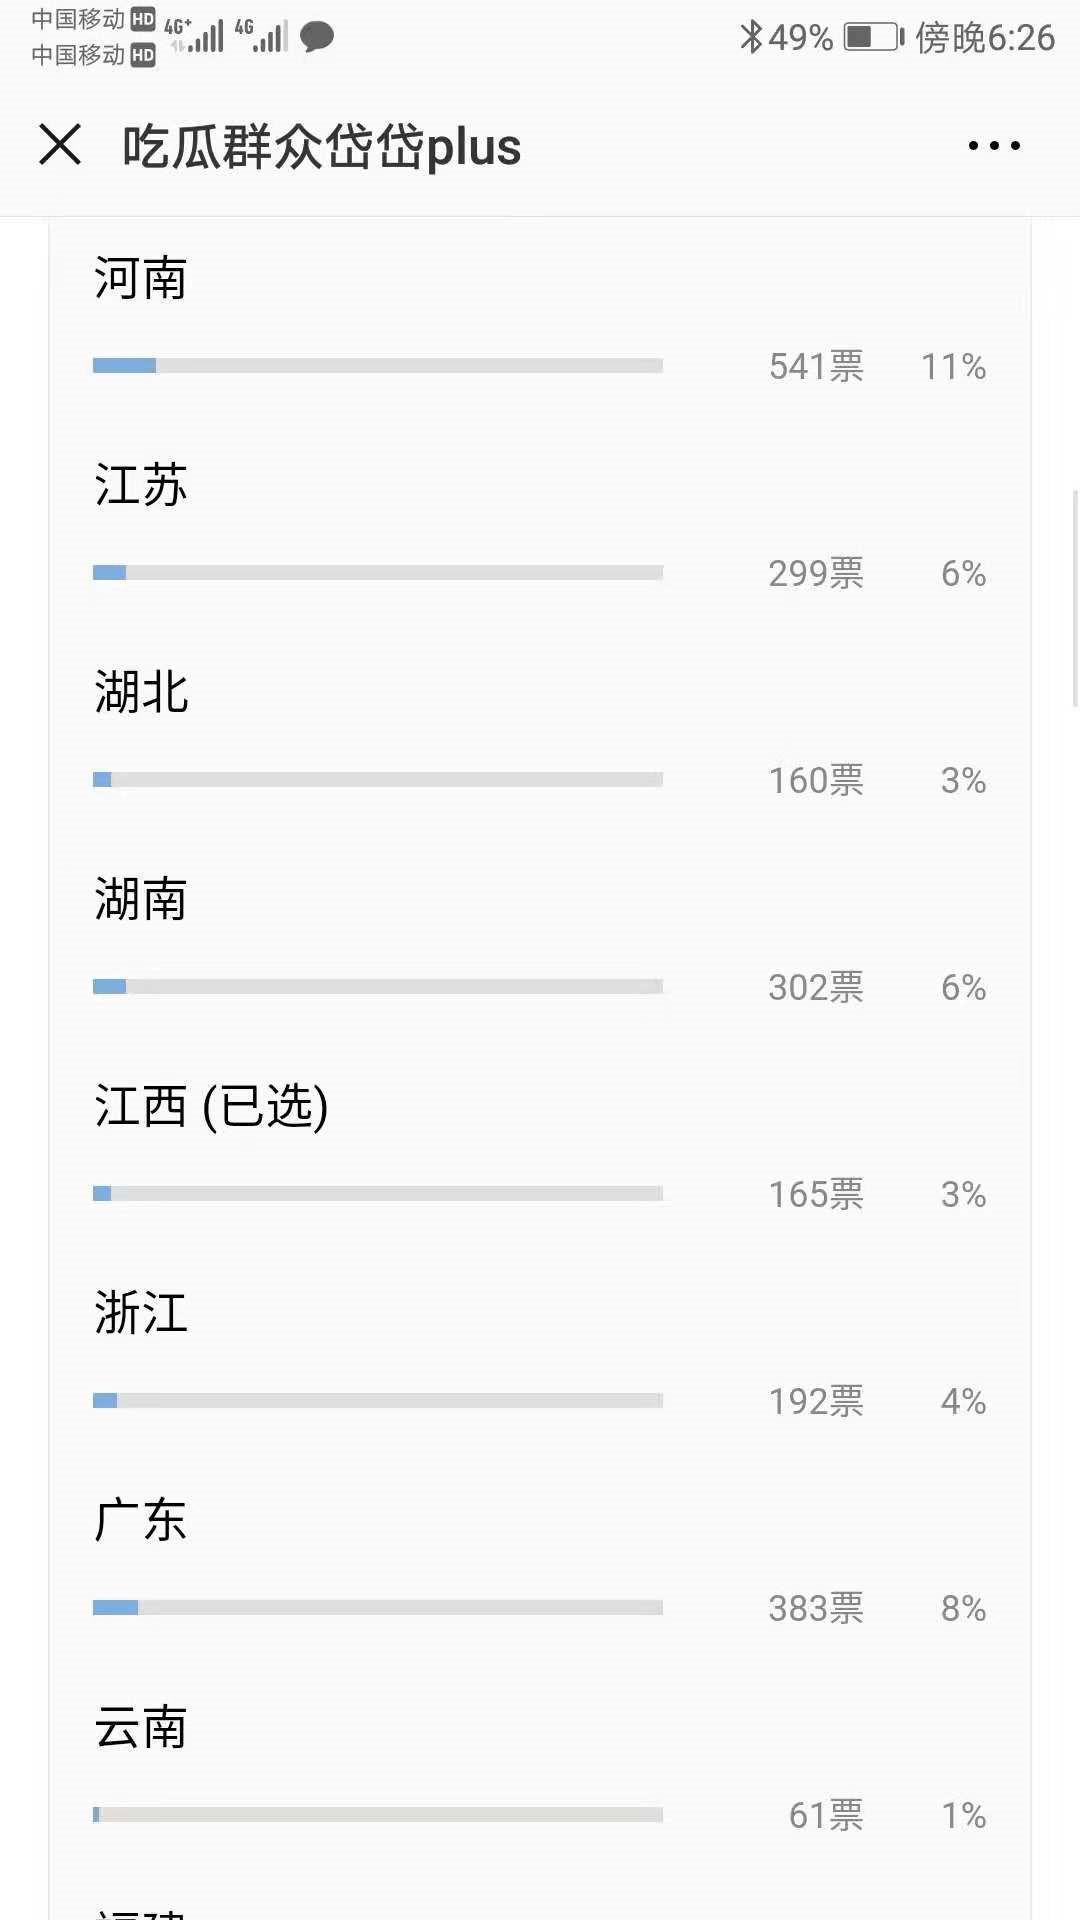 中国移动 HD 4G+ 4G 49% 傍晚6:26
中国移动 HD
吃瓜群众岱岱plus
河南
541票 11%
江苏
299票 6%
湖北
160票 3%
湖南
302票 6%
江西 (已选)
165票 3%
浙江
192票 4%
广东
383票 8%
云南
61票 1%
福建